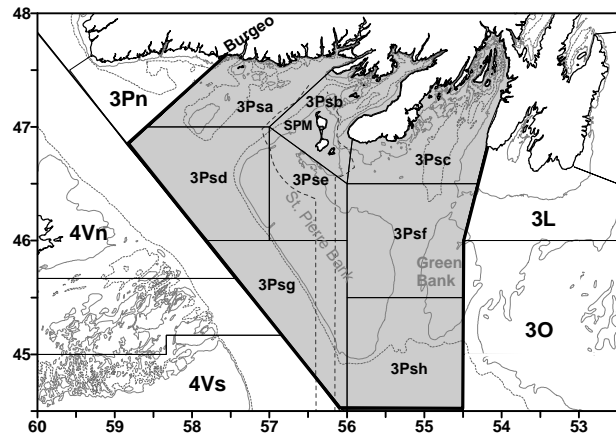 48
47
46
45
60
59
58
57
56
55
54
53
Burgeo
3Pn
3Psa
3Psb
SPM
3Psc
3Psd
3Pse
3Psf
3Psg
3Psh
St. Pierre Bank
Green
Bank
4Vn
4Vs
3L
3O